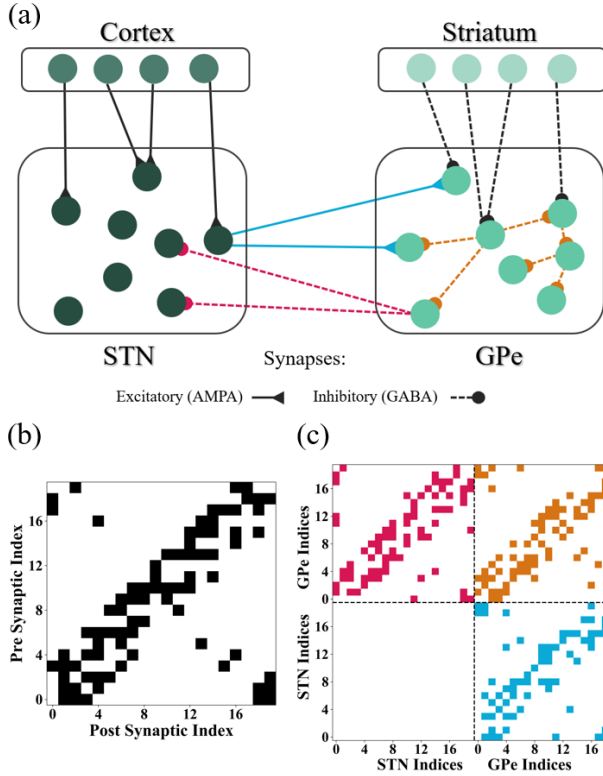 (a)
Cortex
Striatum
STN
Synapses:
GPe
Excitatory (AMPA)
Inhibitory (GABA)
(b)
(c)
Pre Synaptic Index
16
12
8
4
0
0
4
8
12
16
Post Synaptic Index
GPe Indices
16
12
8
4
0
STN Indices
16
12
8
4
0
0
4
8
12
16
0
4
8
12
16
STN Indices
GPe Indices